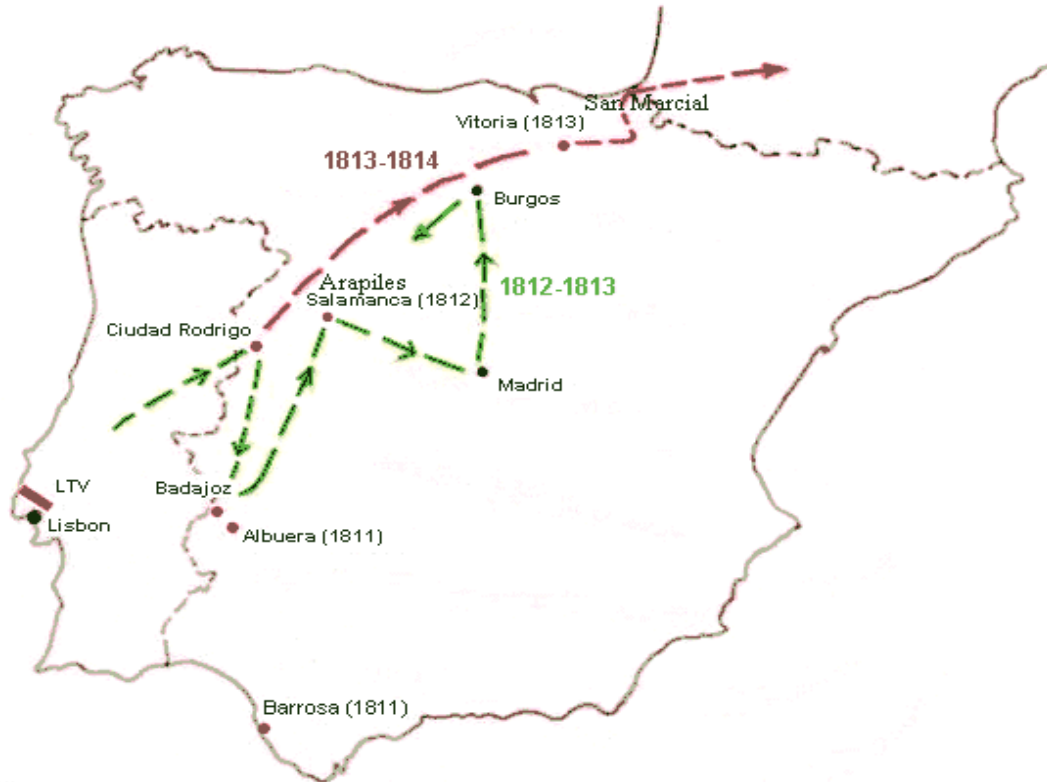 San Marcial
Vitoria (1813)
1813-1814
Burgos
Arapiles
Salamanca (1812)
1812-1813
Ciudad Rodrigo
Madrid
LTV
Badajoz
Lisbon
Albuera (1811)
Barrosa (1811)